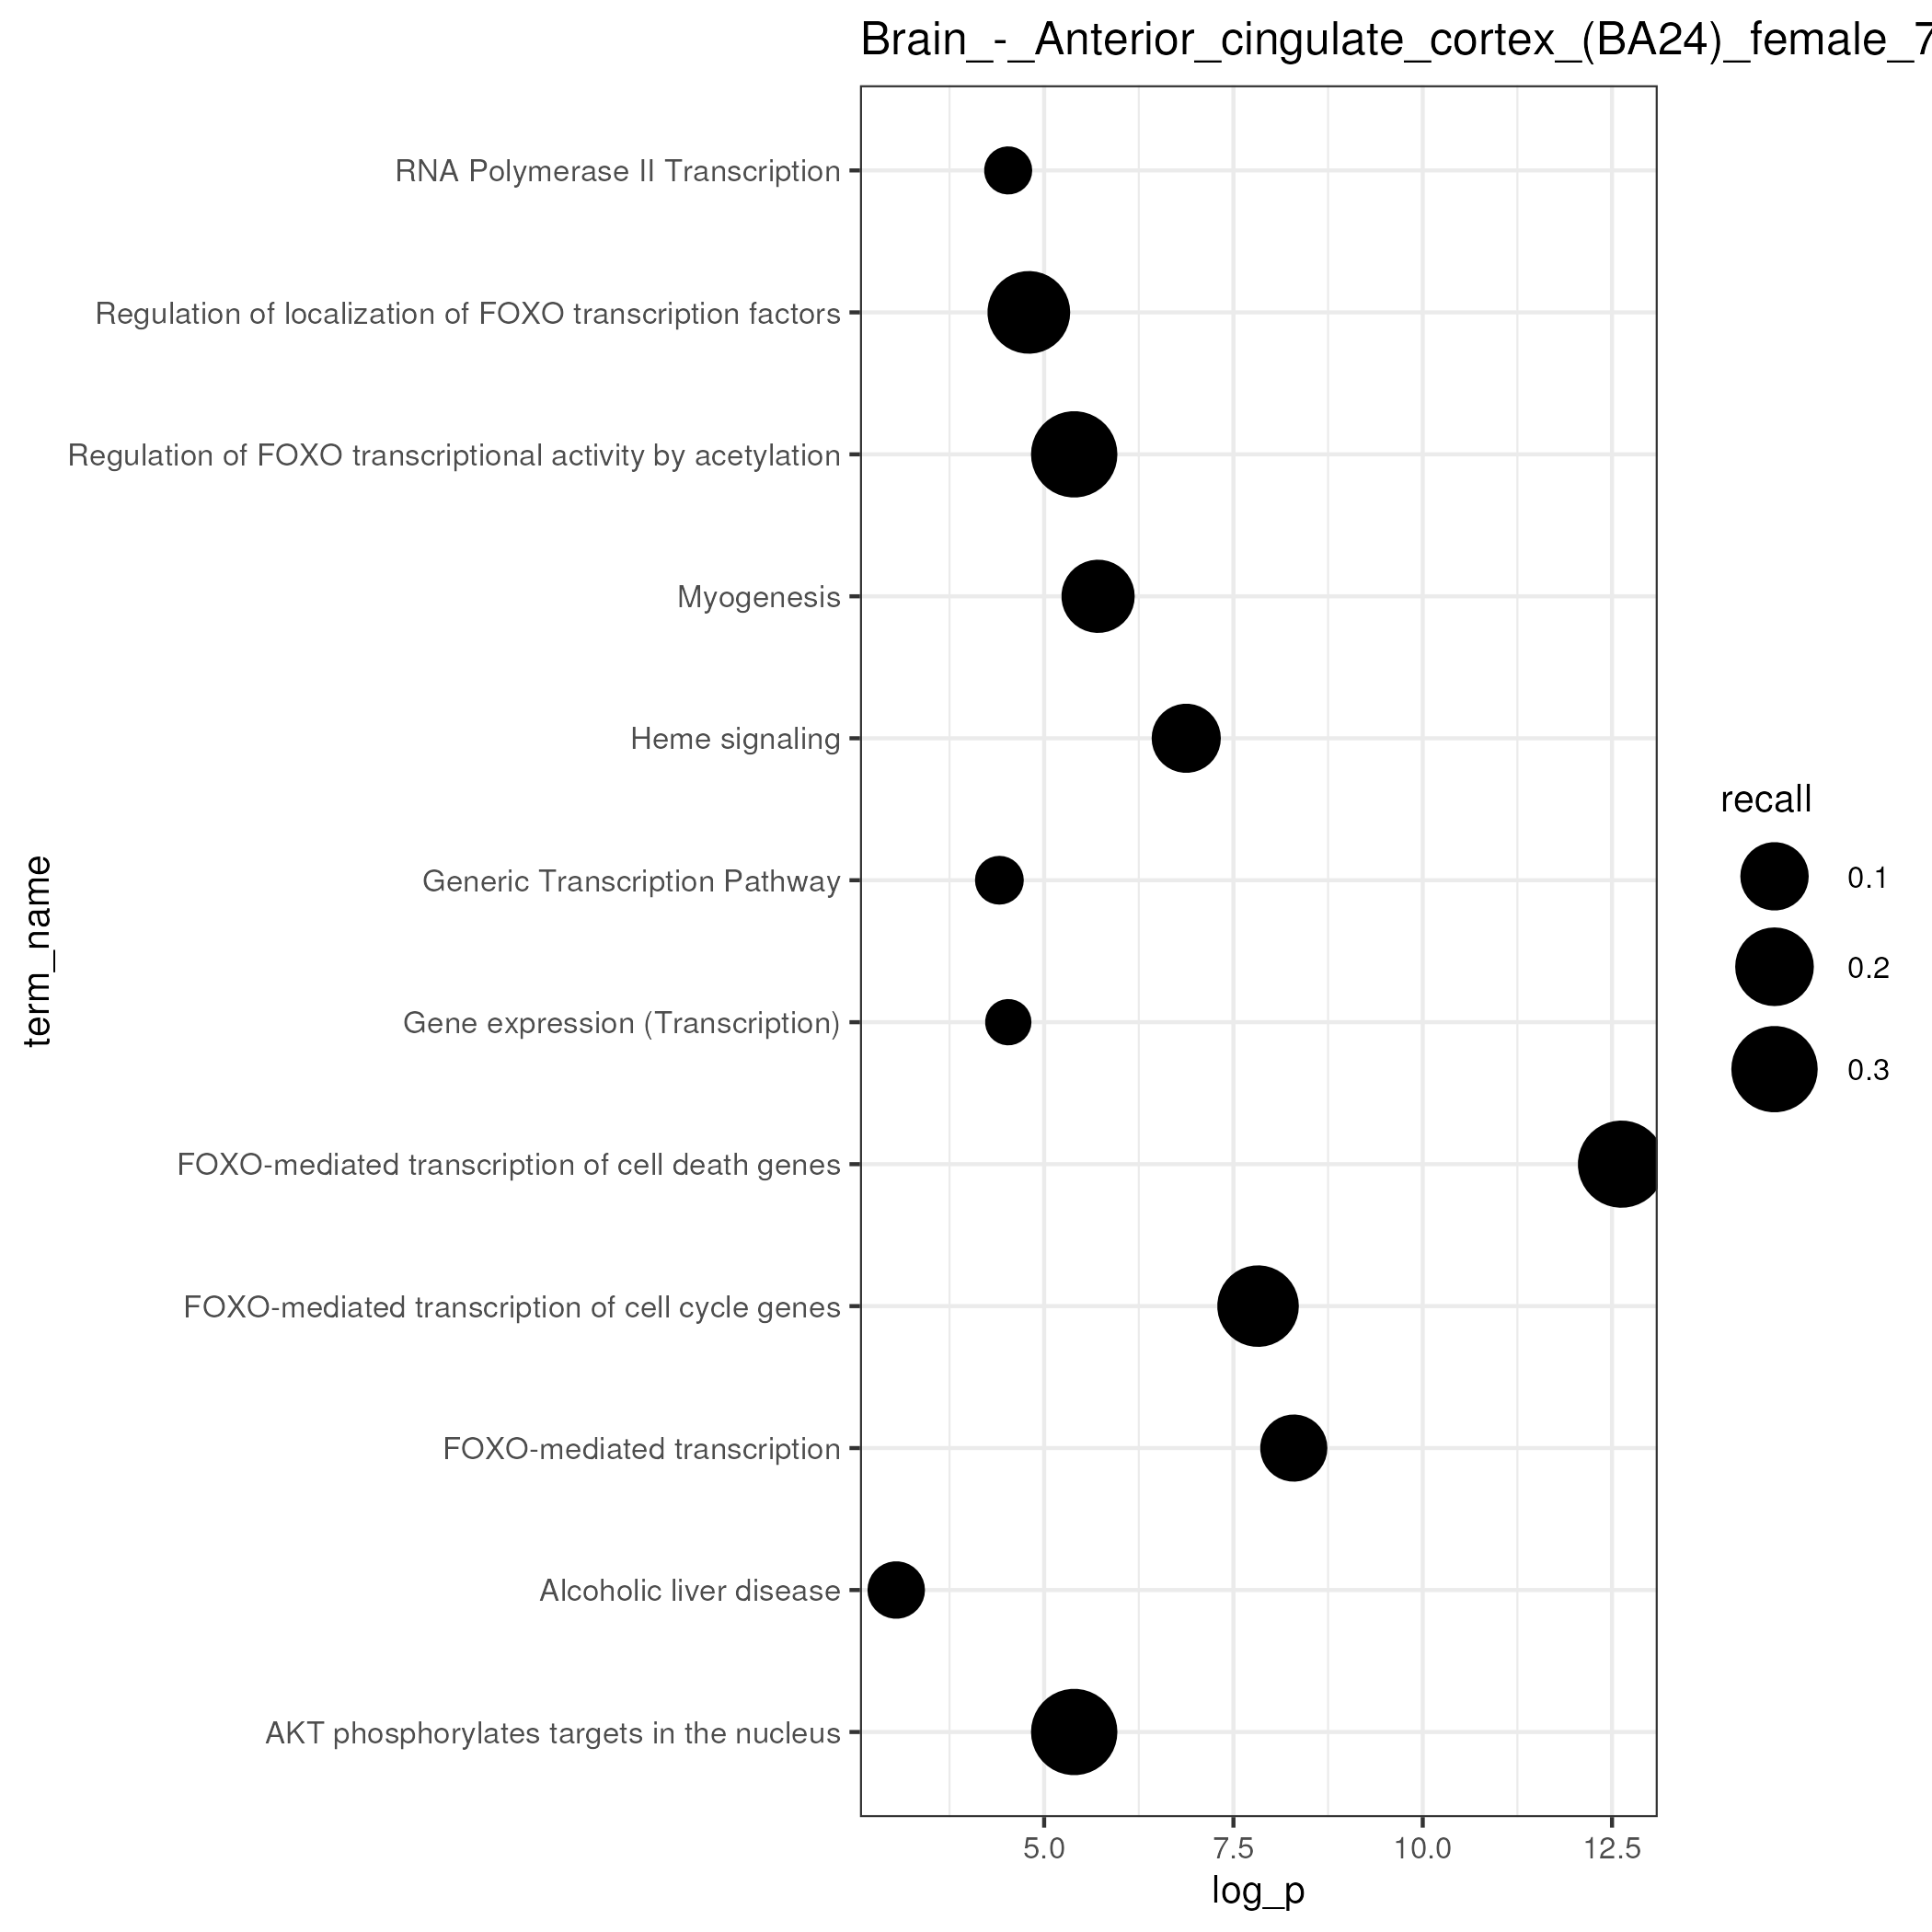 Brain_-_Anterior_cingulate_cortex_(BA24)_female_7
RNA Polymerase II Transcription
Regulation of localization of FOXO transcription factors
Regulation of FOXO transcriptional activity by acetylation
Myogenesis
Heme signaling
Generic Transcription Pathway
Gene expression (Transcription)
FOXO-mediated transcription of cell death genes
FOXO-mediated transcription of cell cycle genes
FOXO-mediated transcription
Alcoholic liver disease
AKT phosphorylates targets in the nucleus
term_name
5.0 7.5 10.0 12.5
log_p
recall
0.1
0.2
0.3